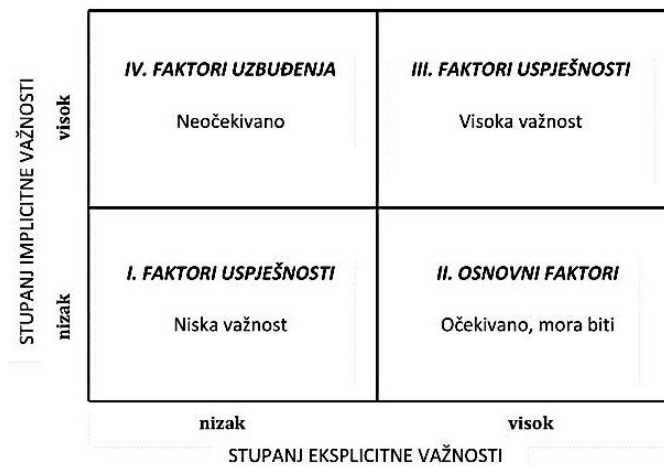 STUPANJ IMPLICITNE VAŽNOSTI
visok
nizak
IV. FAKTORI UZBUĐENJA
Neočekivano
III. FAKTORI USPJEŠNOSTI
Visoka važnost
I. FAKTORI USPJEŠNOSTI
Niska važnost
II. OSNOVNI FAKTORI
Očekivano, mora biti
nizak
visok
STUPANJ EKSPLICITNE VAŽNOSTI